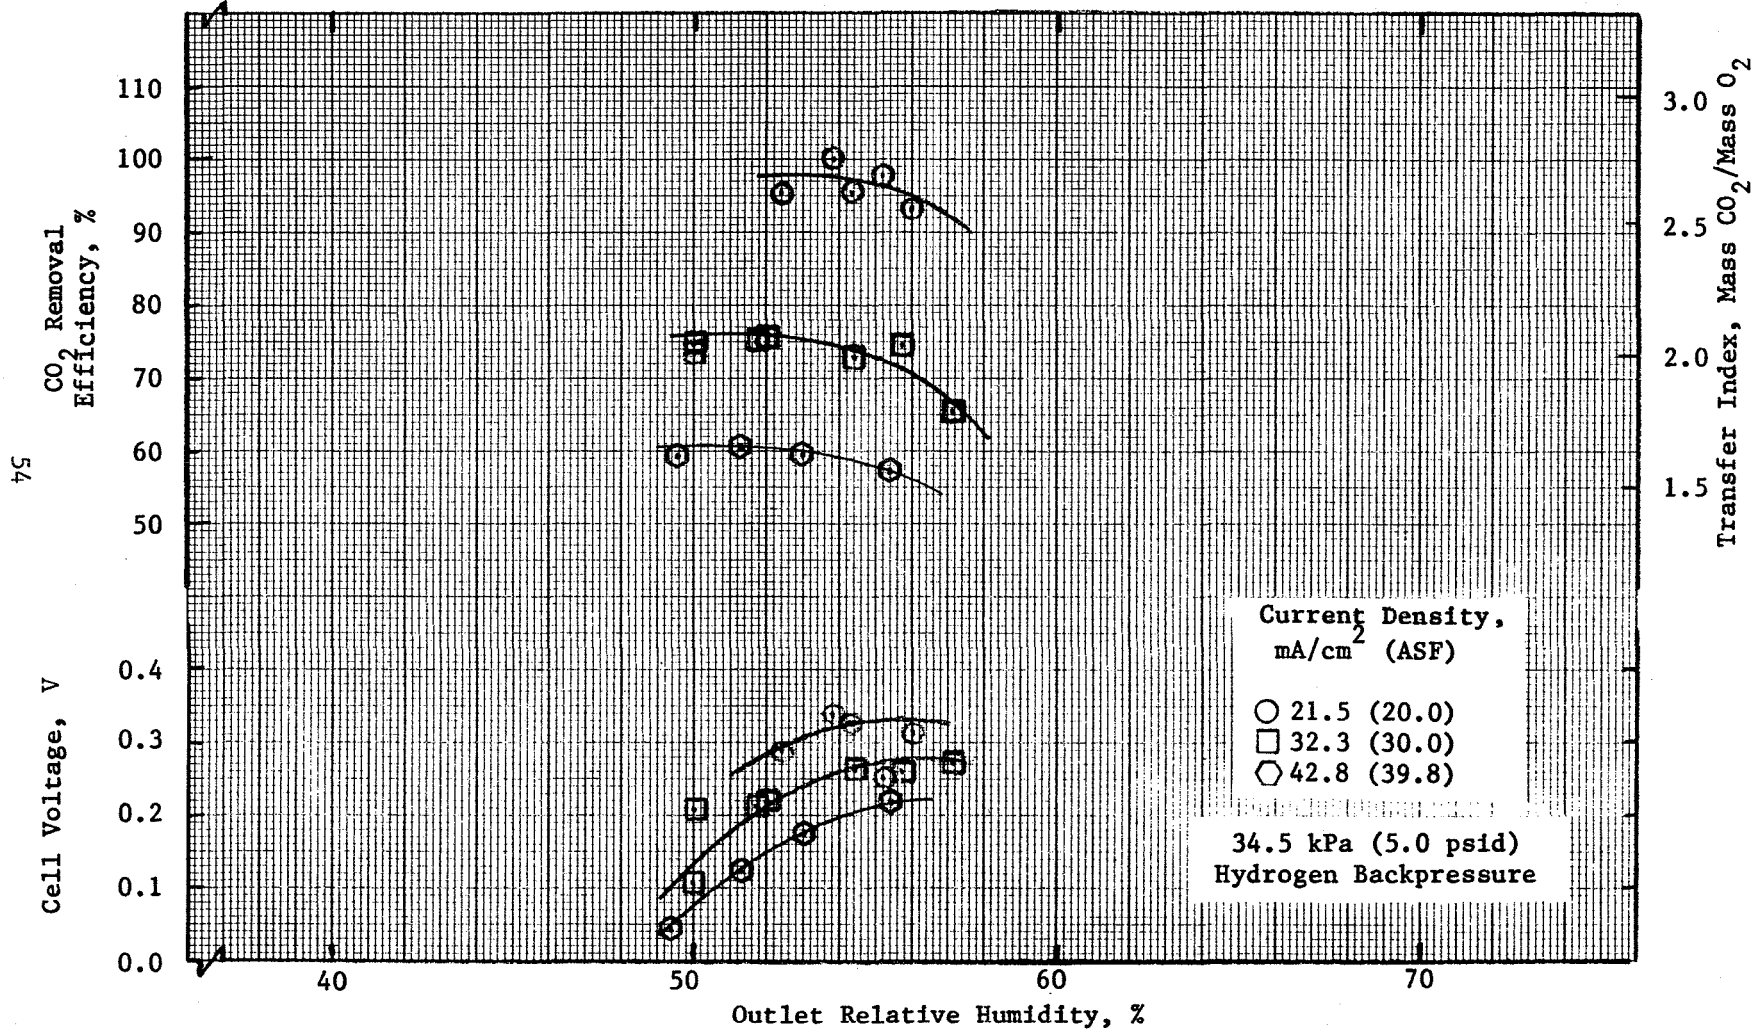 CO2 Removal
Efficiency, %
110
100
90
80
70
60
50
Cell Voltage, V
0.4
0.3
0.2
0.1
0.0
40
50
60
70
Outlet Relative Humidity, %
3.0
2.5
2.0
1.5
Transfer Index, Mass CO2/Mass O2
Current Density,
mA/cm2 (ASF)
21.5 (20.0)
32.3 (30.0)
42.8 (39.8)
34.5 kPa (5.0 psid)
Hydrogen Backpressure
54